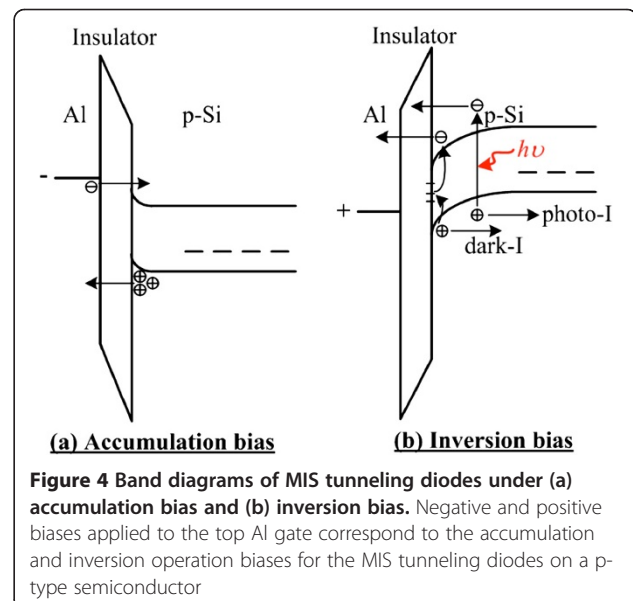 Insulator
Al
p-Si
-
(a) Accumulation bias
Insulator
Al
p-Si
hυ
+
photo-I
dark-I
(b) Inversion bias
Figure 4 Band diagrams of MIS tunneling diodes under (a)
accumulation bias and (b) inversion bias. Negative and positive
biases applied to the top Al gate correspond to the accumulation
and inversion operation biases for the MIS tunneling diodes on a p-
type semiconductor